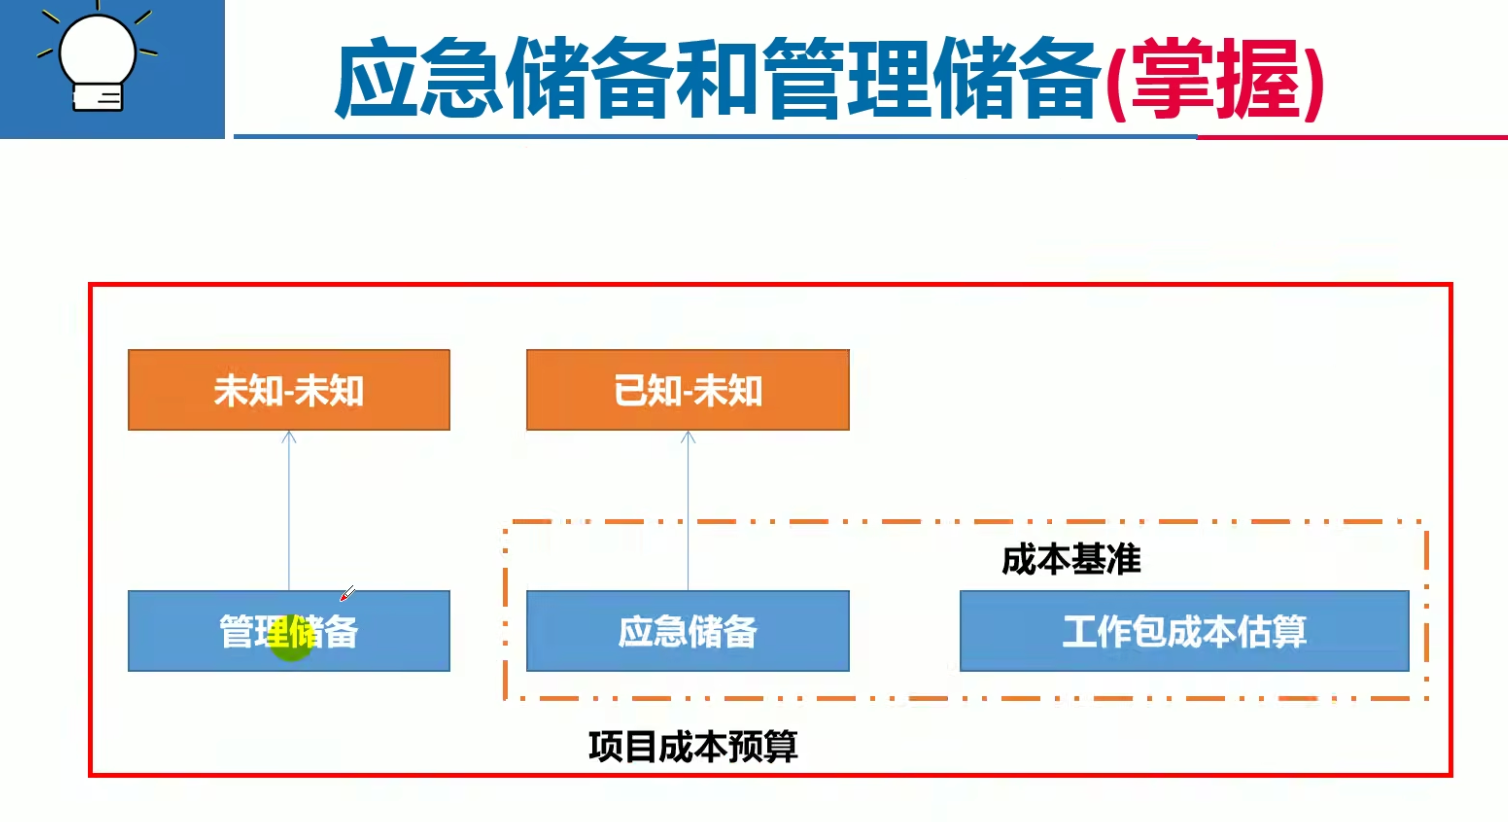 应急储备和管理储备(掌握)
未知-未知
已知-未知
成本基准
管理储备
应急储备
工作包成本估算
项目成本预算